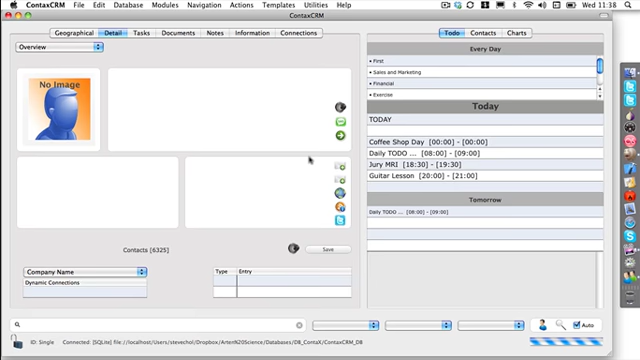 ContaxCRM File Edit Database Modules Navigation Actions Templates Utilities Help
Wed 11:38
ContaxCRM
Geographical Detail Tasks Documents Notes Information Connections
Todo Contacts Charts
Overview
No Image
Every Day
• First
• Sales and Marketing
• Financial
• Exercise
Today
TODAY
Coffee Shop Day [00:00] - [00:00]
Daily TODO ... [08:00] - [09:00]
Jury MRI [18:30] - [19:30]
Guitar Lesson [20:00] - [21:00]
Tomorrow
Daily TODO ... [08:00] - [09:00]
Contacts [6325]
Save
Company Name
Dynamic Connections
Type Entry
Auto
ID: Single Connected: [SQLite] file://localhost/Users/stevechol/Dropbox/Arten%20Science/Databases/DB_ContaX/ContaxCRM_DB